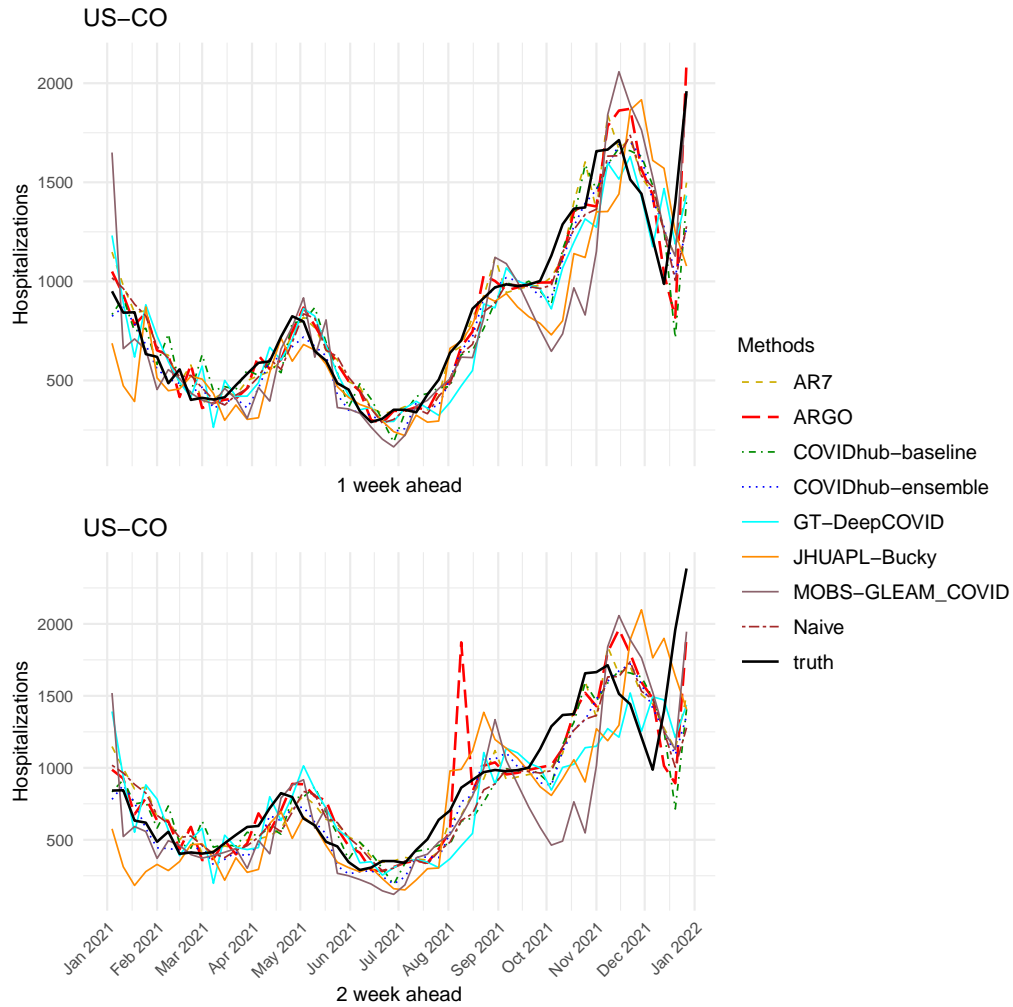 US−CO
2000
1500
1000
500
Hospitalizations
1 week ahead
US−CO
2000
1500
1000
500
Hospitalizations
Jan 2021
Feb 2021
Mar 2021
Apr 2021
May 2021
Jun 2021
Jul 2021
Aug 2021
Sep 2021
Oct 2021
Nov 2021
Dec 2021
Jan 2022
2 week ahead
Methods
AR7
ARGO
COVIDhub−baseline
COVIDhub−ensemble
GT−DeepCOVID
JHUAPL−Bucky
MOBS−GLEAM_COVID
Naive
truth